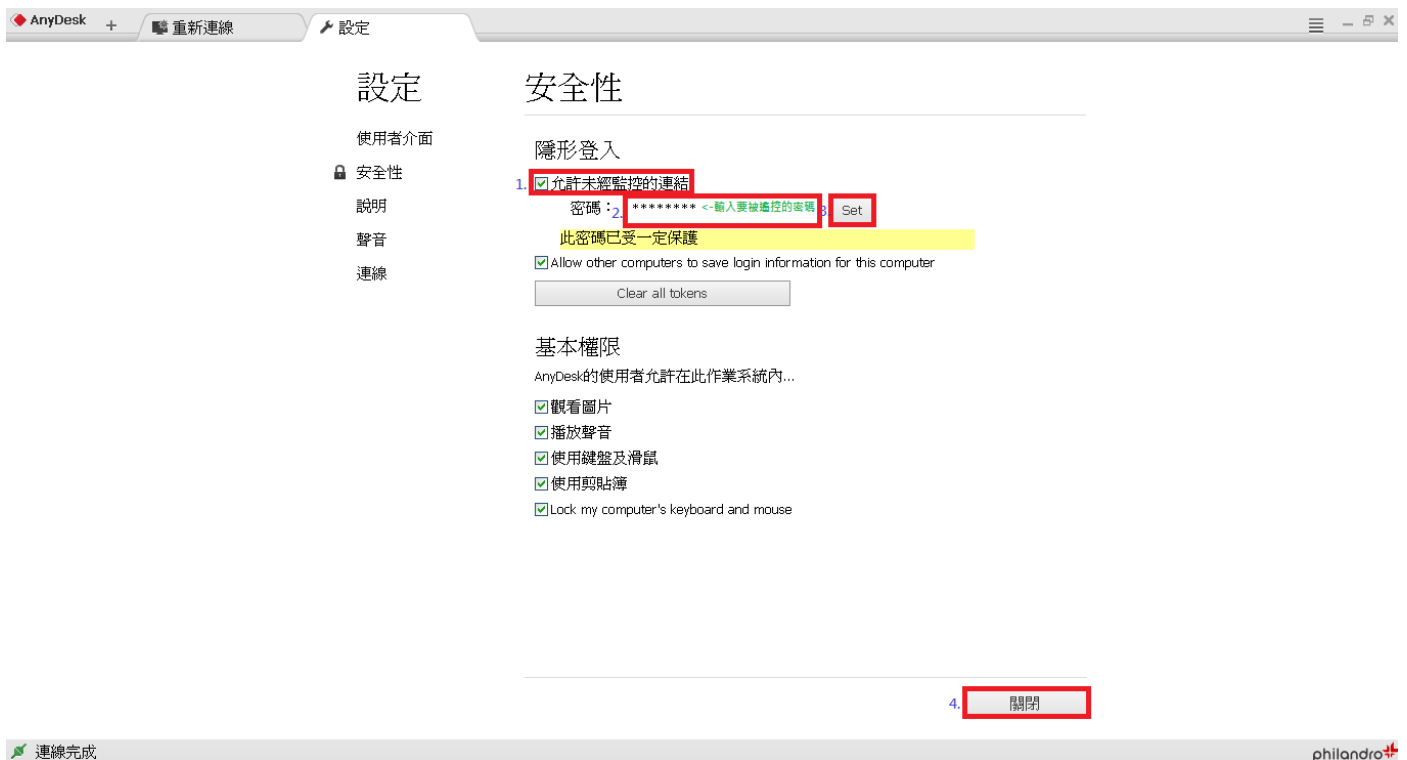 AnyDesk + 重新連線 設定
設定
使用者介面
安全性
說明
聲音
連線
安全性
隱形登入
1. 允許未經監控的連結
密碼：2. ******** <-輸入要被遙控的密碼 3. Set
此密碼已受一定保護
Allow other computers to save login information for this computer
Clear all tokens
基本權限
AnyDesk的使用者允許在此作業系統內...
觀看圖片
播放聲音
使用鍵盤及滑鼠
使用剪貼簿
Lock my computer's keyboard and mouse
4. 關閉
連線完成
philandro